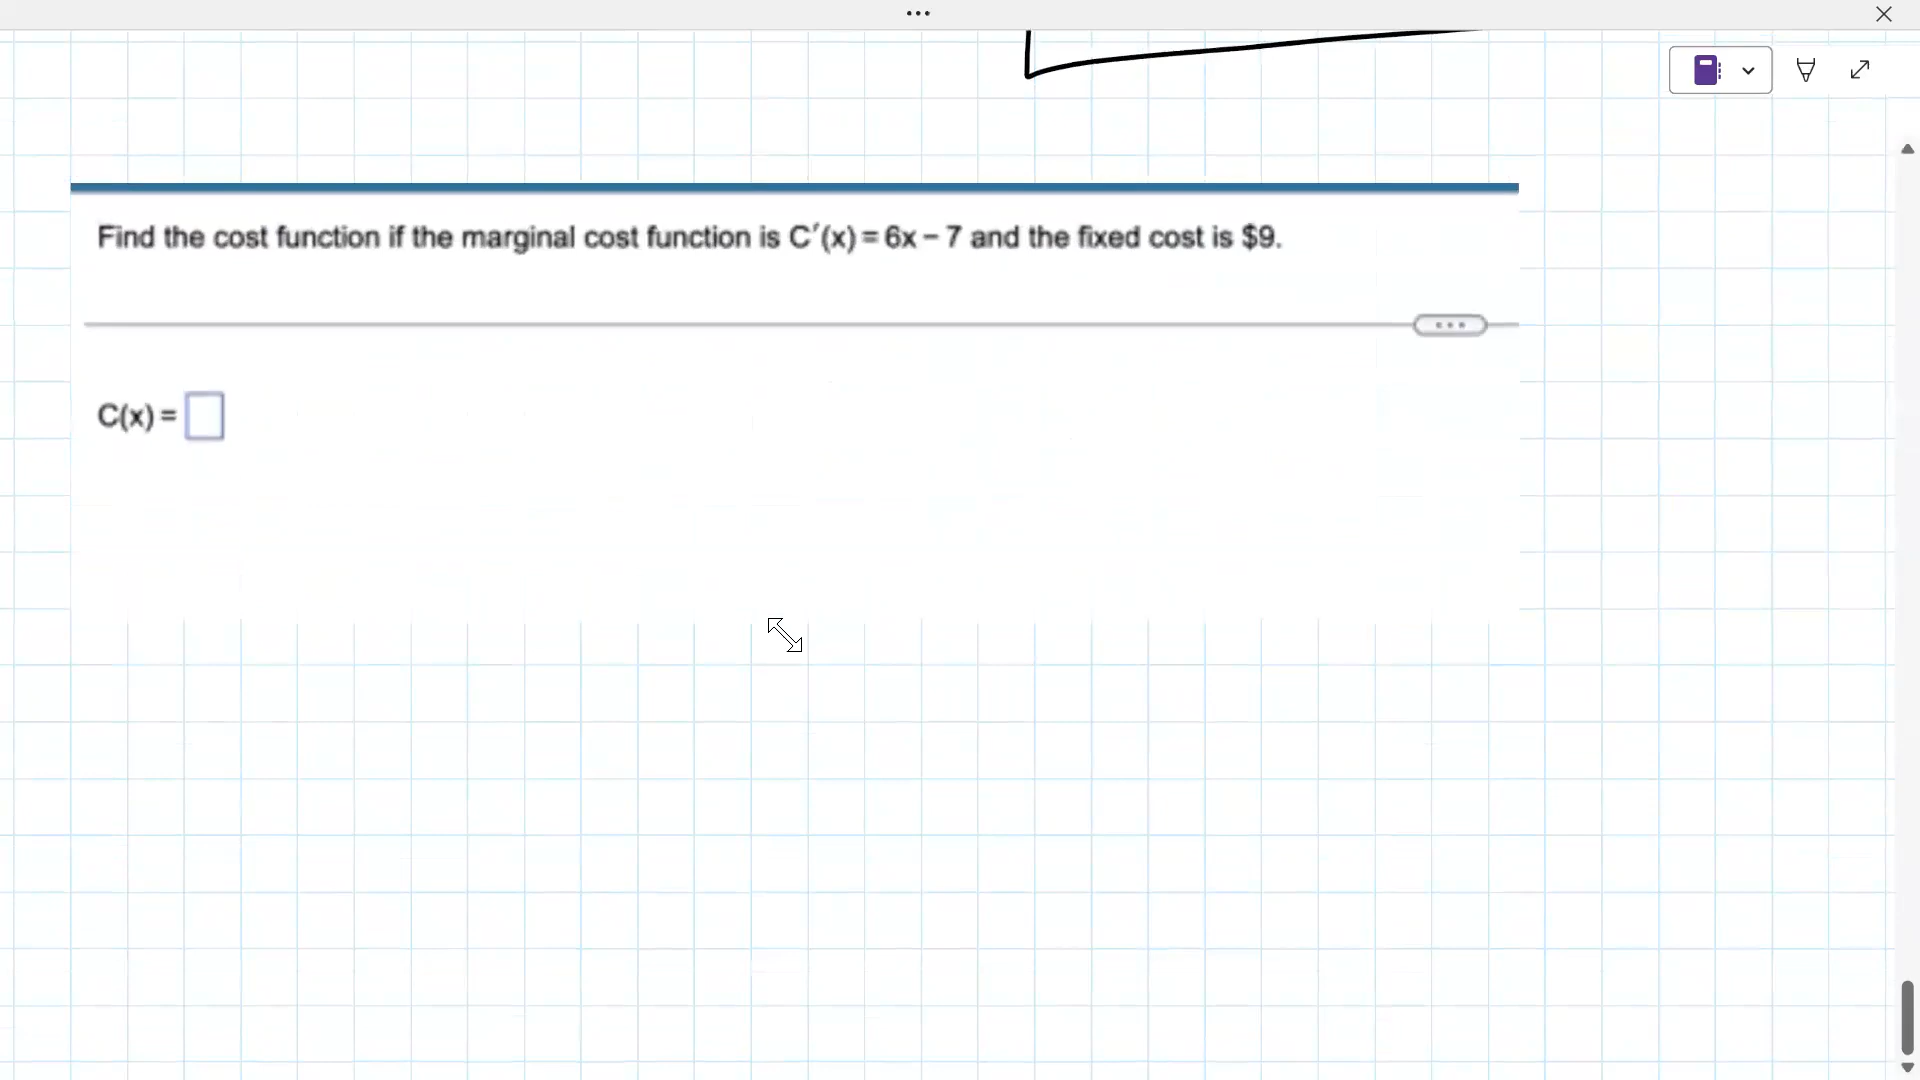 Find the cost function if the marginal cost function is C′(x) = 6x − 7 and the fixed cost is $9.
C(x) =